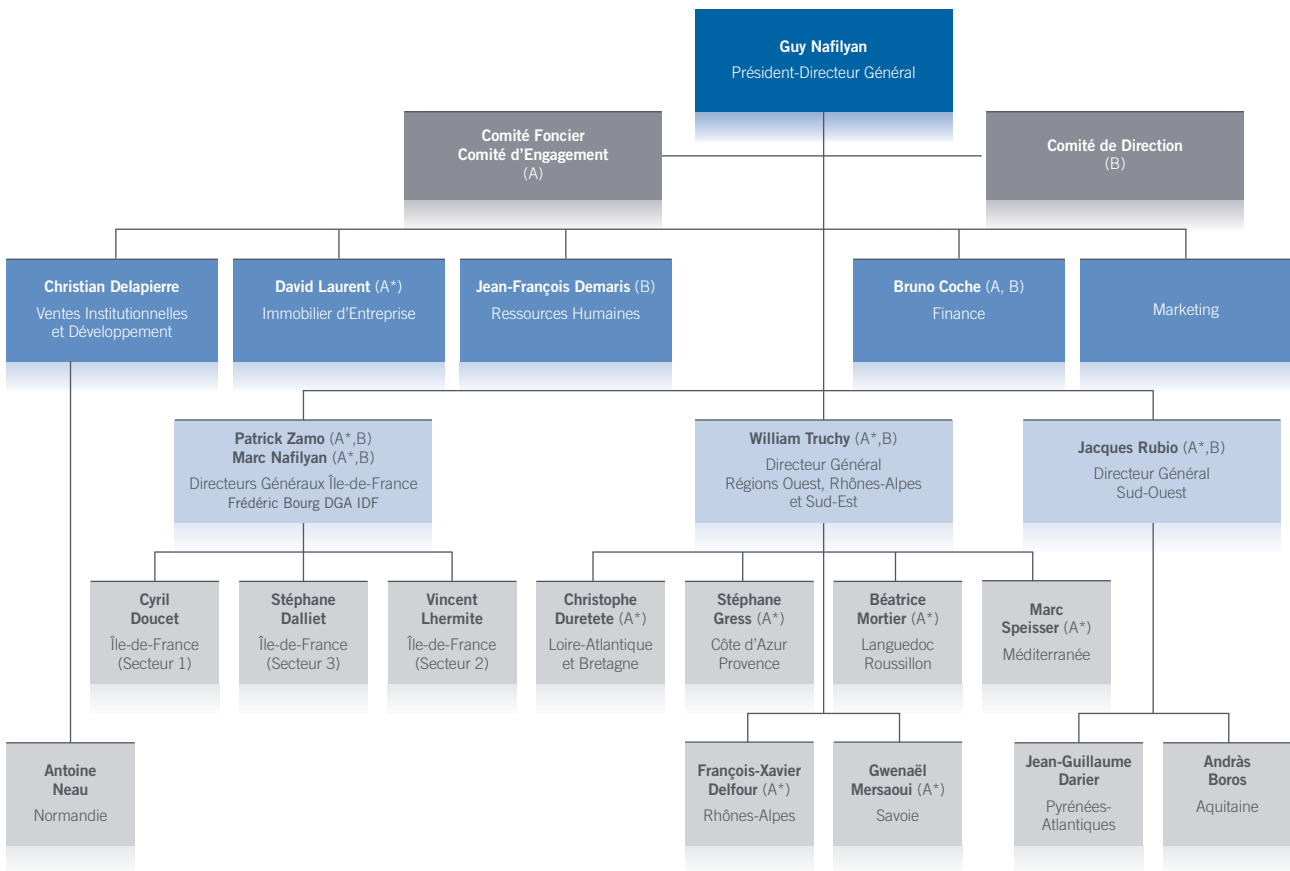 Guy Nafilyan
Président-Directeur Général
Comité Foncier
Comité d'Engagement
(A)
Comité de Direction
(B)
Christian Delapierre
Ventes Institutionnelles
et Développement
David Laurent (A*)
Immobilier d'Entreprise
Jean-François Demaris (B)
Ressources Humaines
Bruno Coche (A, B)
Finance
Marketing
Patrick Zamo (A*,B)
Marc Nafilyan (A*,B)
Directeurs Généraux Île-de-France
Frédéric Bourg DGA IDF
William Truchy (A*,B)
Directeur Général
Régions Ouest, Rhônes-Alpes
et Sud-Est
Jacques Rubio (A*,B)
Directeur Général
Sud-Ouest
Cyril
Doucet
Île-de-France
(Secteur 1)
Stéphane
Dalliet
Île-de-France
(Secteur 3)
Vincent
Lhermite
Île-de-France
(Secteur 2)
Christophe
Duretete (A*)
Loire-Atlantique
et Bretagne
Stéphane
Gress (A*)
Côte d'Azur
Provence
Béatrice
Mortier (A*)
Languedoc
Roussillon
Marc
Speisser (A*)
Méditerranée
Antoine
Neau
Normandie
François-Xavier
Delfour (A*)
Rhônes-Alpes
Gwenaël
Mersaoui (A*)
Savoie
Jean-Guillaume
Darier
Pyrénées-
Atlantiques
Andràs
Boros
Aquitaine